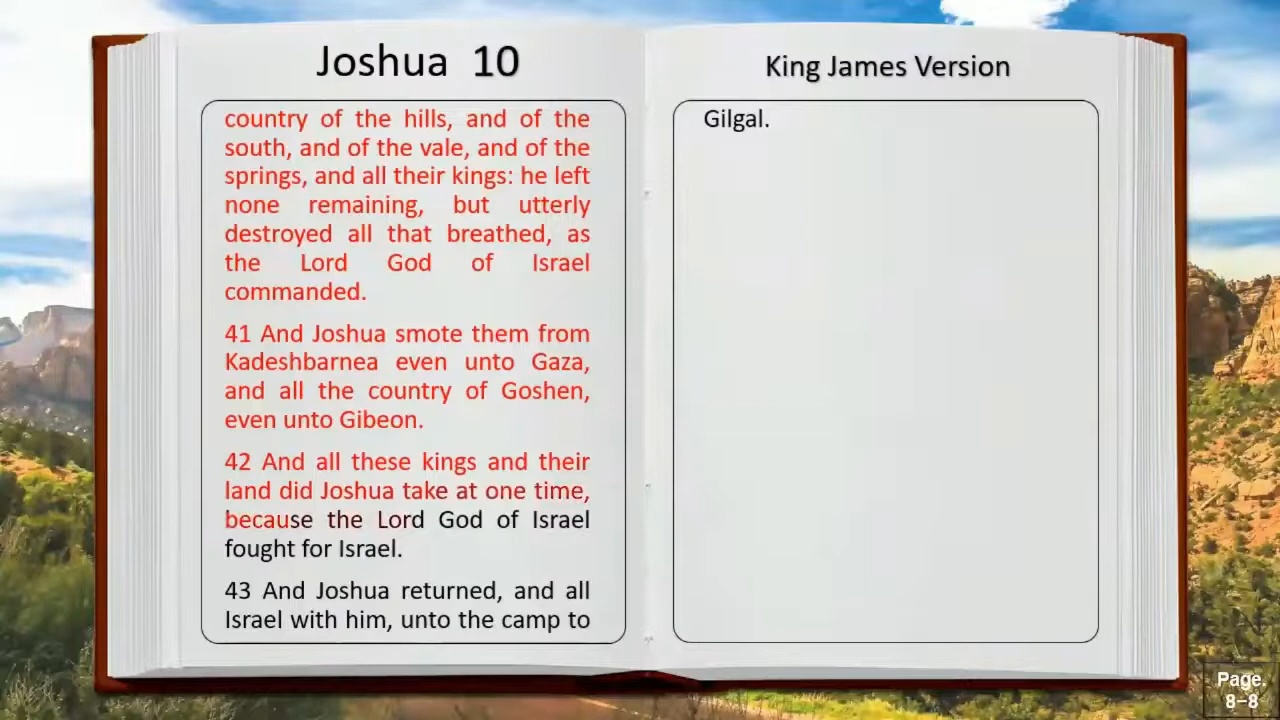 Joshua 10
country of the hills, and of the
south, and of the vale, and of the
springs, and all their kings: he left
none remaining, but utterly
destroyed all that breathed, as
the Lord God of Israel
commanded.
41 And Joshua smote them from
Kadeshbarnea even unto Gaza,
and all the country of Goshen,
even unto Gibeon.
42 And all these kings and their
land did Joshua take at one time,
because the Lord God of Israel
fought for Israel.
43 And Joshua returned, and all
Israel with him, unto the camp to
King James Version
Gilgal.
Page.
8-8